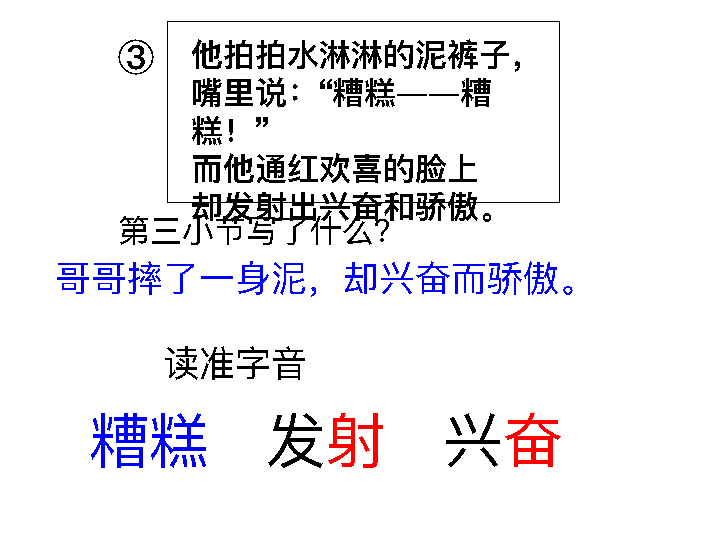 ③
他拍拍水淋淋的泥裤子，
嘴里说：“糟糕——糟
糕！”
而他通红欢喜的脸上
却发射出兴奋和骄傲。
第三小节写了什么？
哥哥摔了一身泥，却兴奋而骄傲。
读准字音
糟糕　发射　兴奋